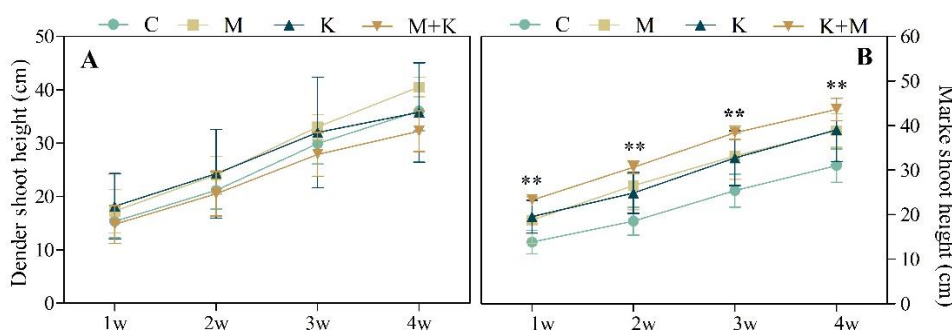 C M K M+K
C M K K+M
A
B
Dender shoot height (cm)
50
40
30
20
10
0
1w 2w 3w 4w
** ** ** **
1w 2w 3w 4w
60
50
40
30
20
10
0
Marke shoot height (cm)